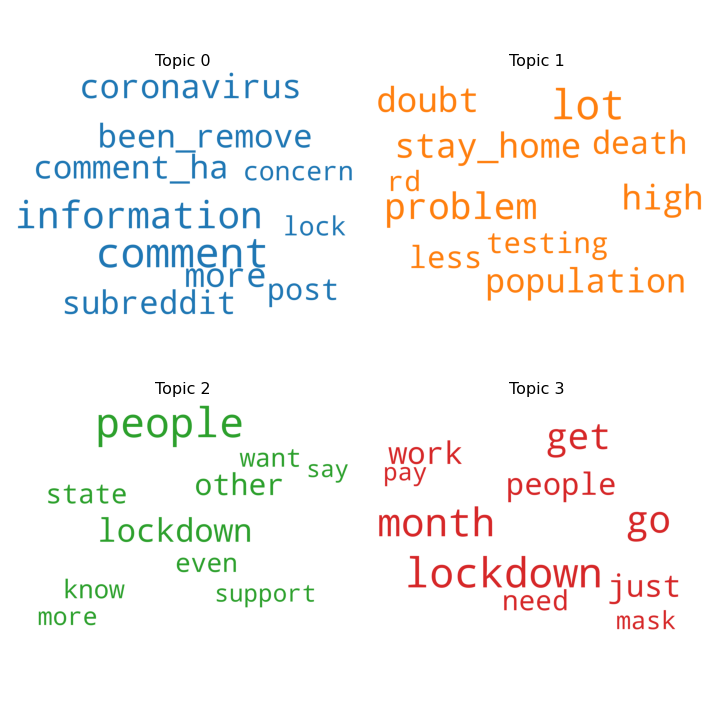 Topic 0
coronavirus
been_remove
comment_ha concern
information lock
comment
more post
subreddit
Topic 1
doubt lot
stay_home death
rd
problem high
less testing
population
Topic 2
people
want say
state other
lockdown
even
know support
more
Topic 3
get
work
pay people
month go
lockdown
need just
mask